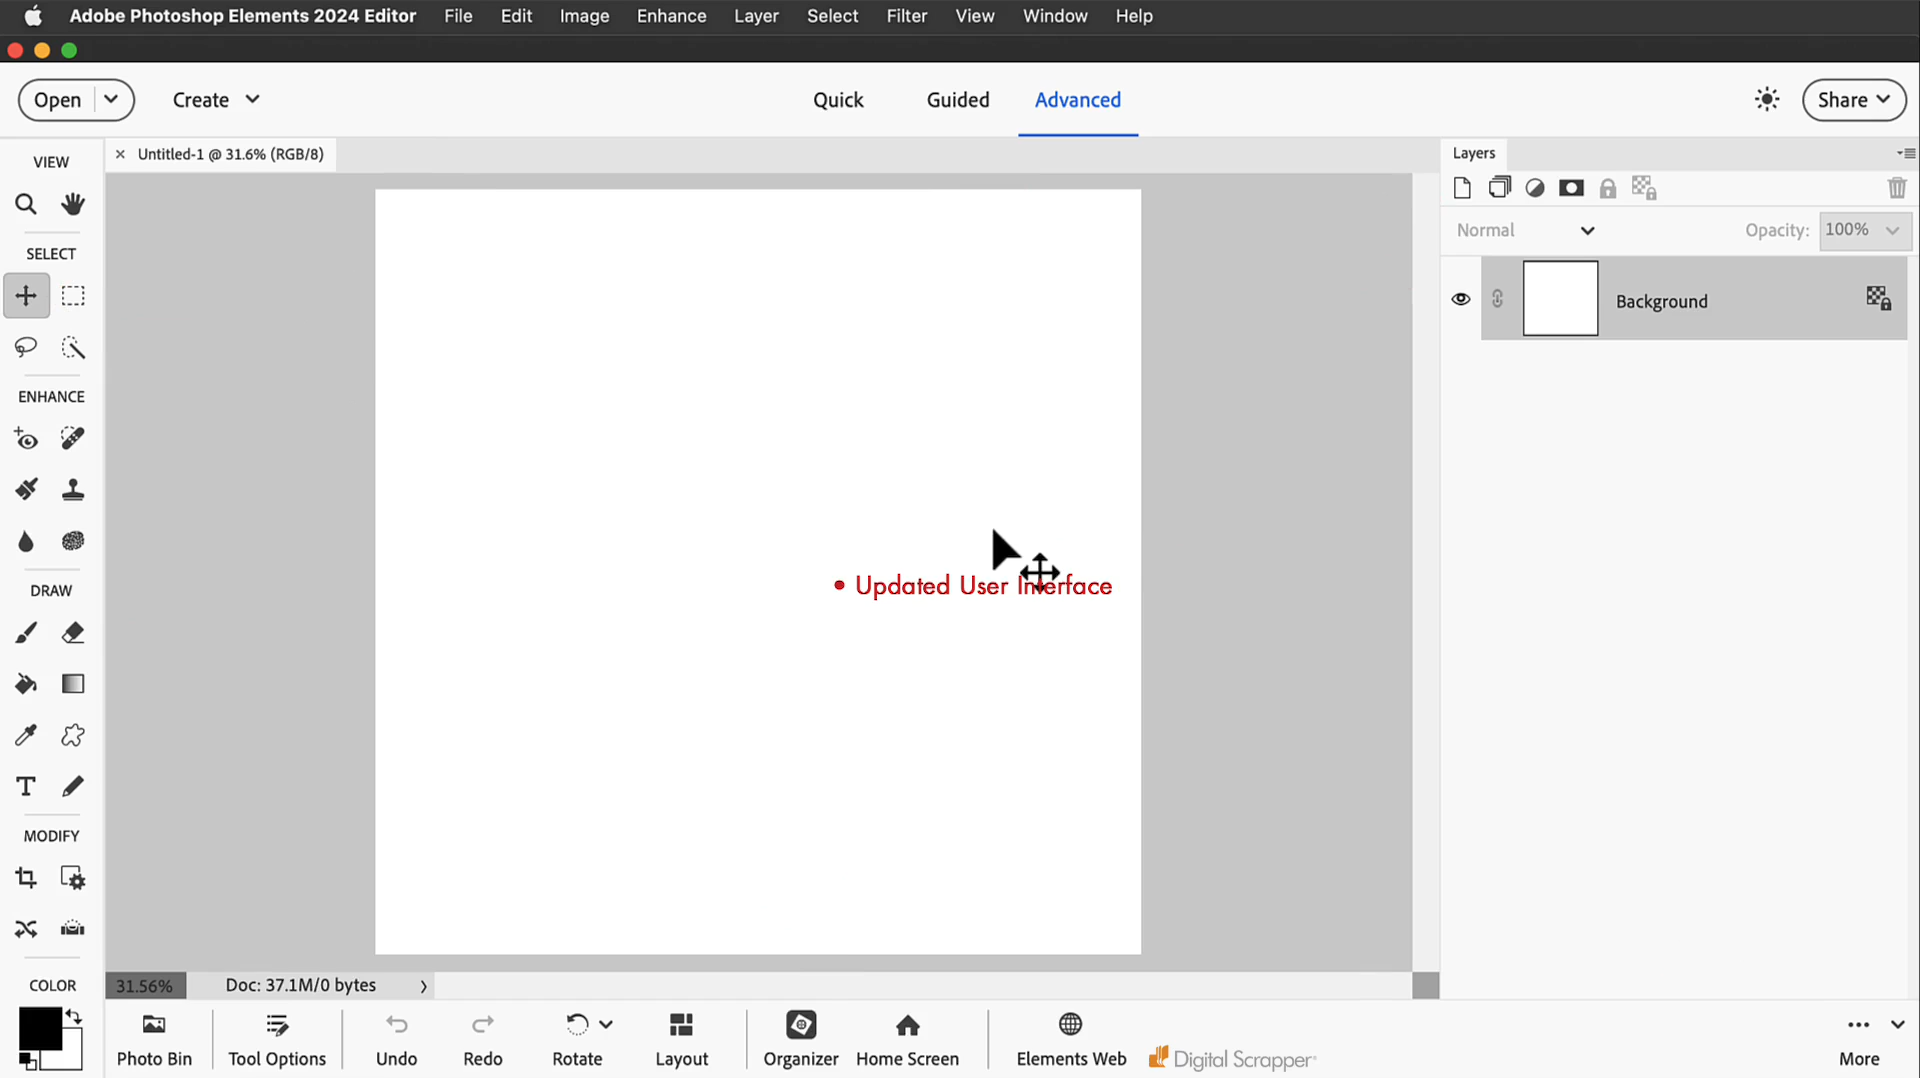 Adobe Photoshop Elements 2024 Editor File Edit Image Enhance Layer Select Filter View Window Help
Open Create Quick Guided Advanced Share
VIEW
× Untitled-1 @ 31.6% (RGB/8)
Layers
Normal Opacity: 100%
SELECT
Background
ENHANCE
• Updated User Interface
DRAW
T
MODIFY
COLOR
31.56% Doc: 37.1M/0 bytes
Photo Bin Tool Options Undo Redo Rotate Layout Organizer Home Screen Elements Web Digital Scrapper More